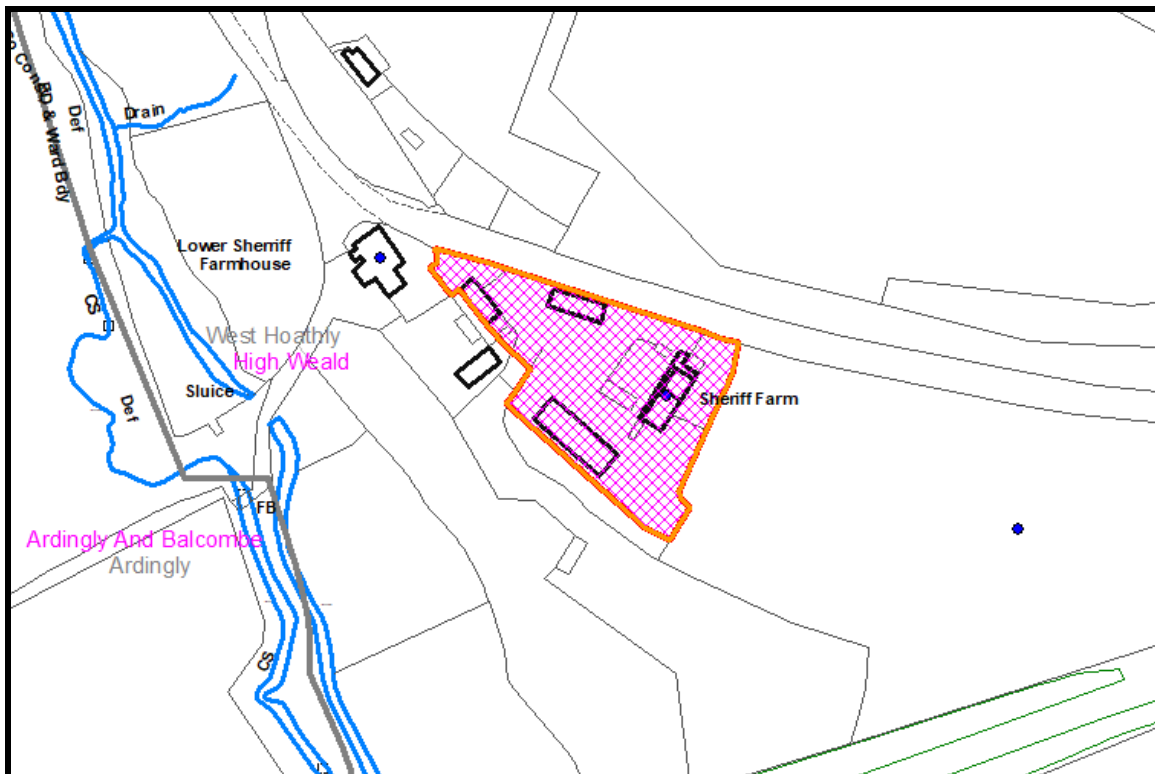 Co Const
BD & Ward Bdy
Def
Drain
Lower Sherriff
Farmhouse
CS
West Hoathly
High Weald
Sluice
Def
Sheriff Farm
FB
Ardingly And Balcombe
Ardingly
CS